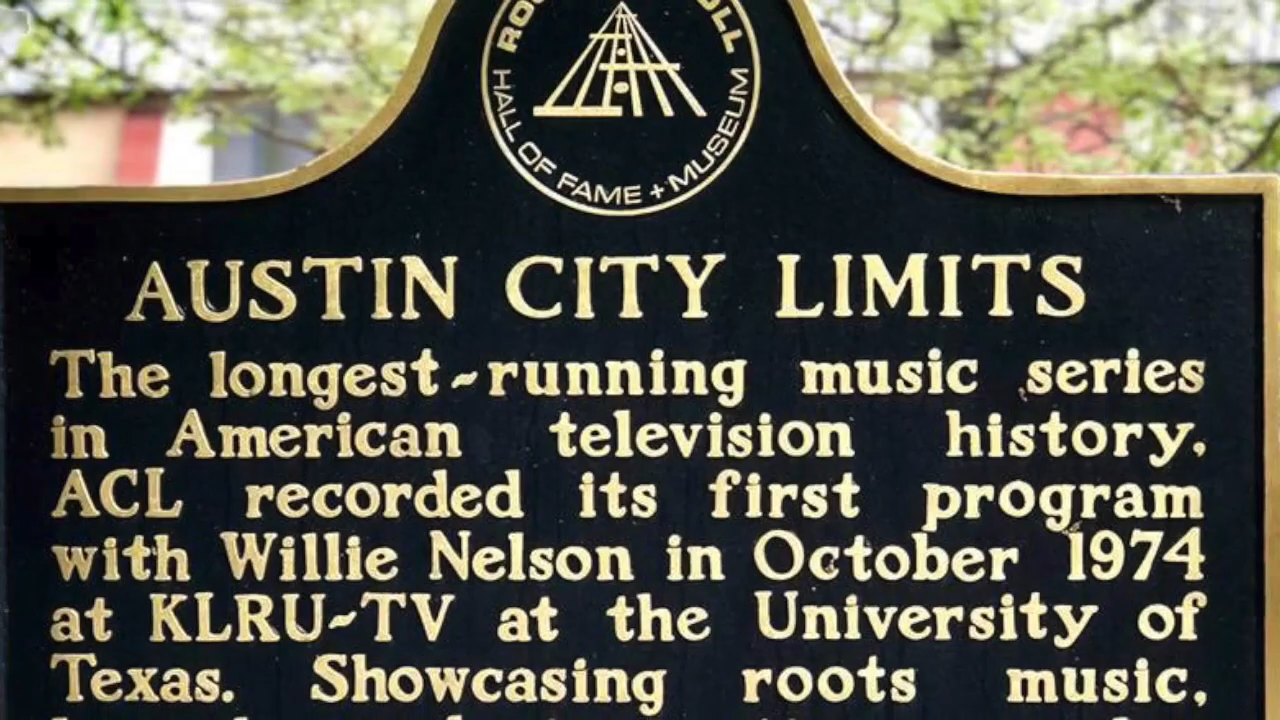 HALL OF FAME + MUSEUM
AUSTIN CITY LIMITS
The longest-running music series
in American television history,
ACL recorded its first program
with Willie Nelson in October 1974
at KLRU-TV at the University of
Texas. Showcasing roots music,